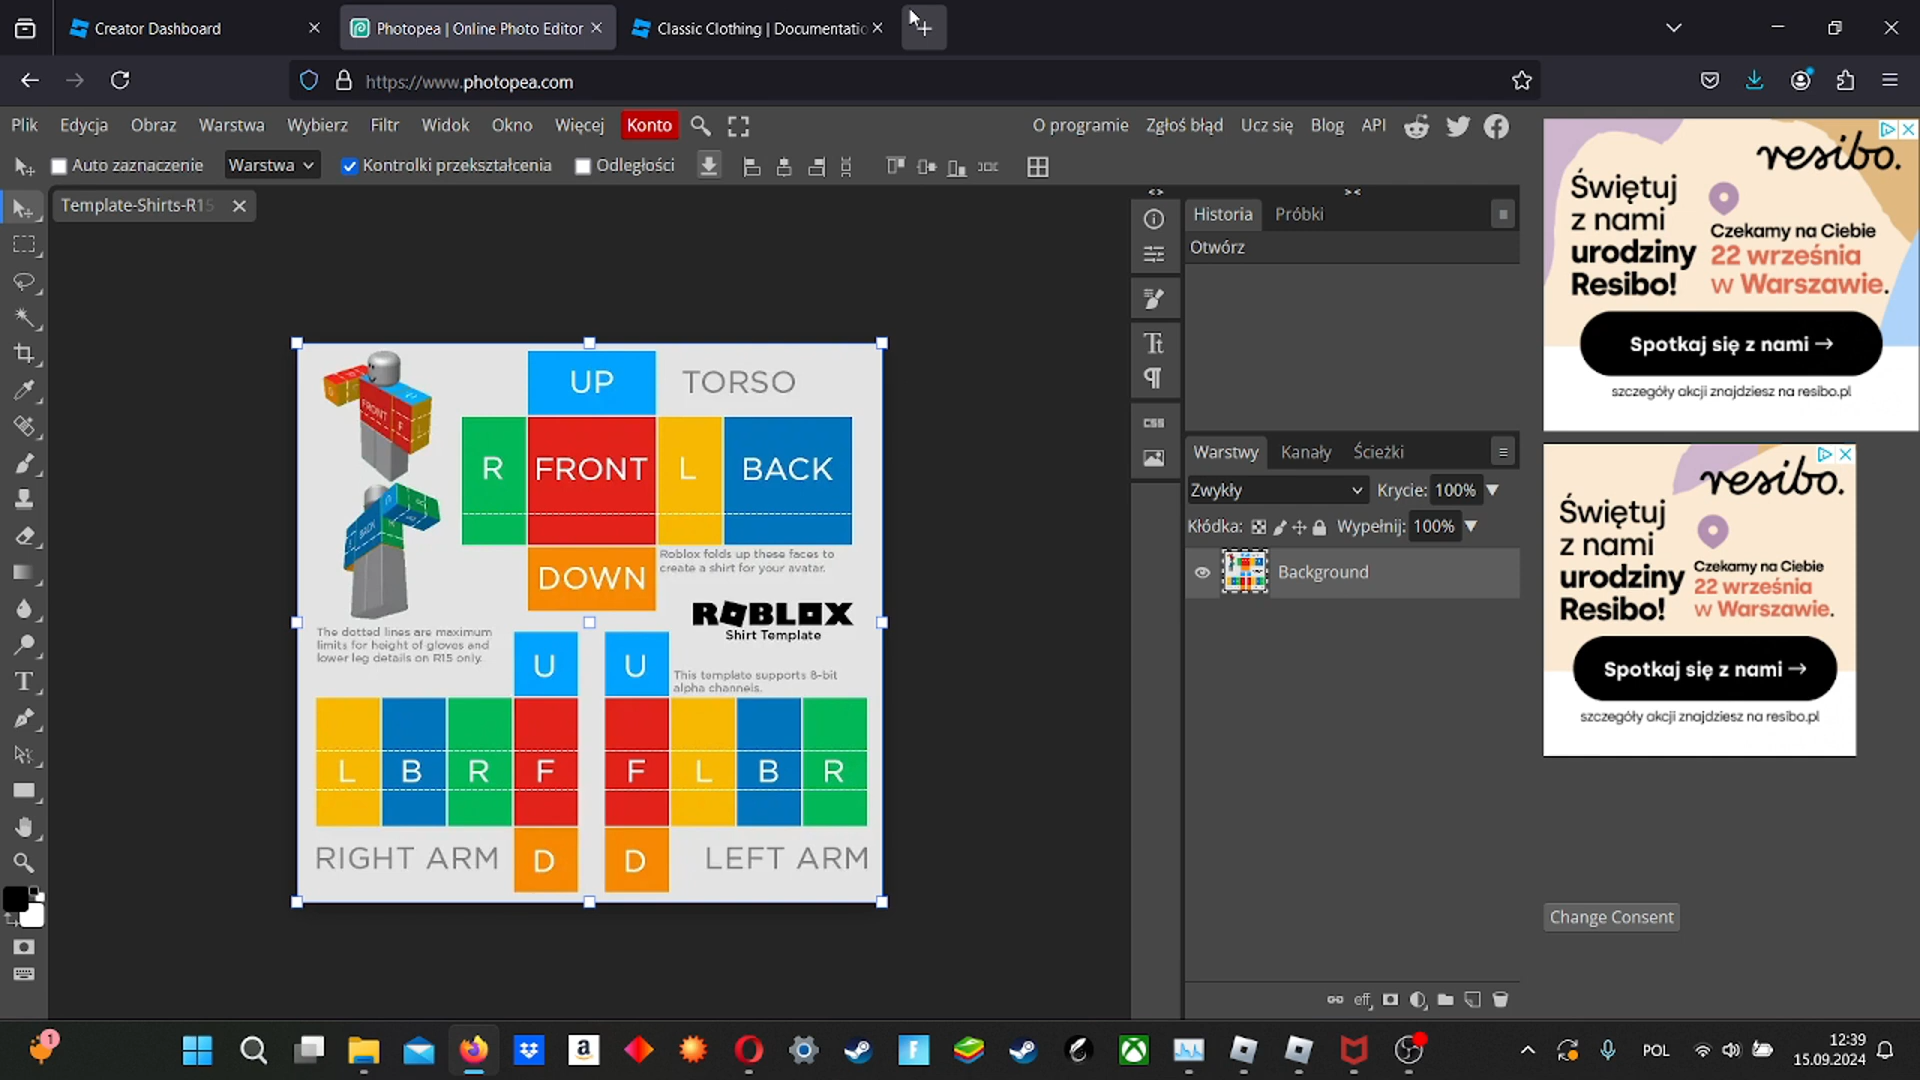 Creator Dashboard
Photopea | Online Photo Editor
Classic Clothing | Documentatio
https://www.photopea.com
Plik Edycja Obraz Warstwa Wybierz Filtr Widok Okno Więcej Konto
O programie Zgłoś błąd Ucz się Blog API
Auto zaznaczenie Warstwa Kontrolki przekształcenia Odległości
Template-Shirts-R15
Historia Próbki
Otwórz
Warstwy Kanały Ścieżki
Zwykły Krycie: 100%
Kłódka: Wypełnij: 100%
Background
CSS
eff
UP TORSO
R FRONT L BACK
DOWN
Roblox folds up these faces to
create a shirt for your avatar.
ROBLOX
Shirt Template
The dotted lines are maximum
limits for height of gloves and
lower leg details on R15 only.
U U
This template supports 8-bit
alpha channels.
L B R F F L B R
RIGHT ARM D D LEFT ARM
FRONT
F
BACK
resibo.
Świętuj
z nami
urodziny
Resibo!
Czekamy na Ciebie
22 września
w Warszawie.
Spotkaj się z nami →
szczegóły akcji znajdziesz na resibo.pl
resibo.
Świętuj
z nami
urodziny
Resibo!
Czekamy na Ciebie
22 września
w Warszawie.
Spotkaj się z nami →
szczegóły akcji znajdziesz na resibo.pl
Change Consent
1
POL
12:39
15.09.2024